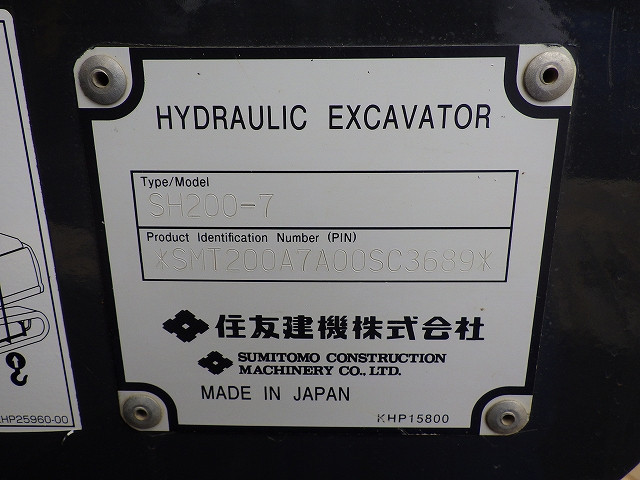 HYDRAULIC EXCAVATOR
Type/Model
SH200-7
Product Identification Number (PIN)
*SMT200A7A00SC3689*
住友建機株式会社
SUMITOMO CONSTRUCTION
MACHINERY CO., LTD.
MADE IN JAPAN
KHP15800
KHP25960-00